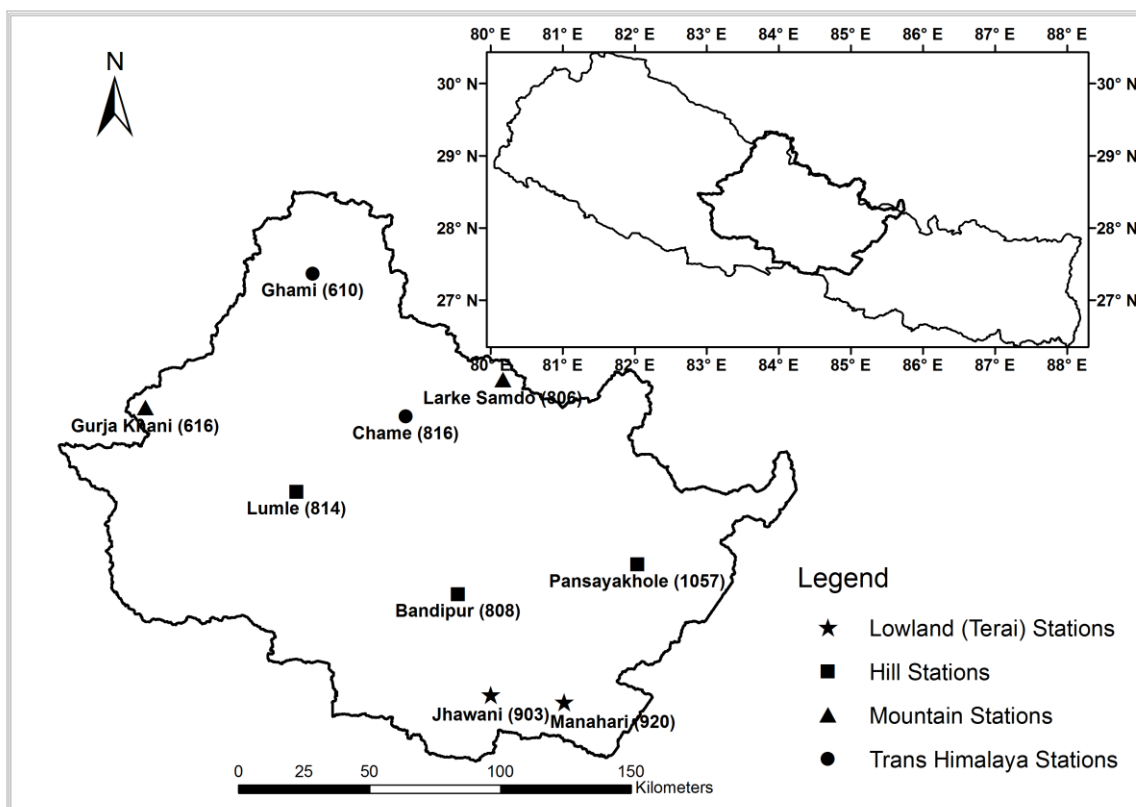 N
80° E 81° E 82° E 83° E 84° E 85° E 86° E 87° E 88° E
30° N 30° N
29° N 29° N
28° N 28° N
27° N 27° N
80° E 81° E 82° E 83° E 84° E 85° E 86° E 87° E 88° E
Ghami (610)
Larke Samdo (806)
Gurja Khani (616)
Chame (816)
Lumle (814)
Pansayakhole (1057)
Bandipur (808)
Jhawani (903)
Manahari (920)
Legend
Lowland (Terai) Stations
Hill Stations
Mountain Stations
Trans Himalaya Stations
0 25 50 100 150
Kilometers